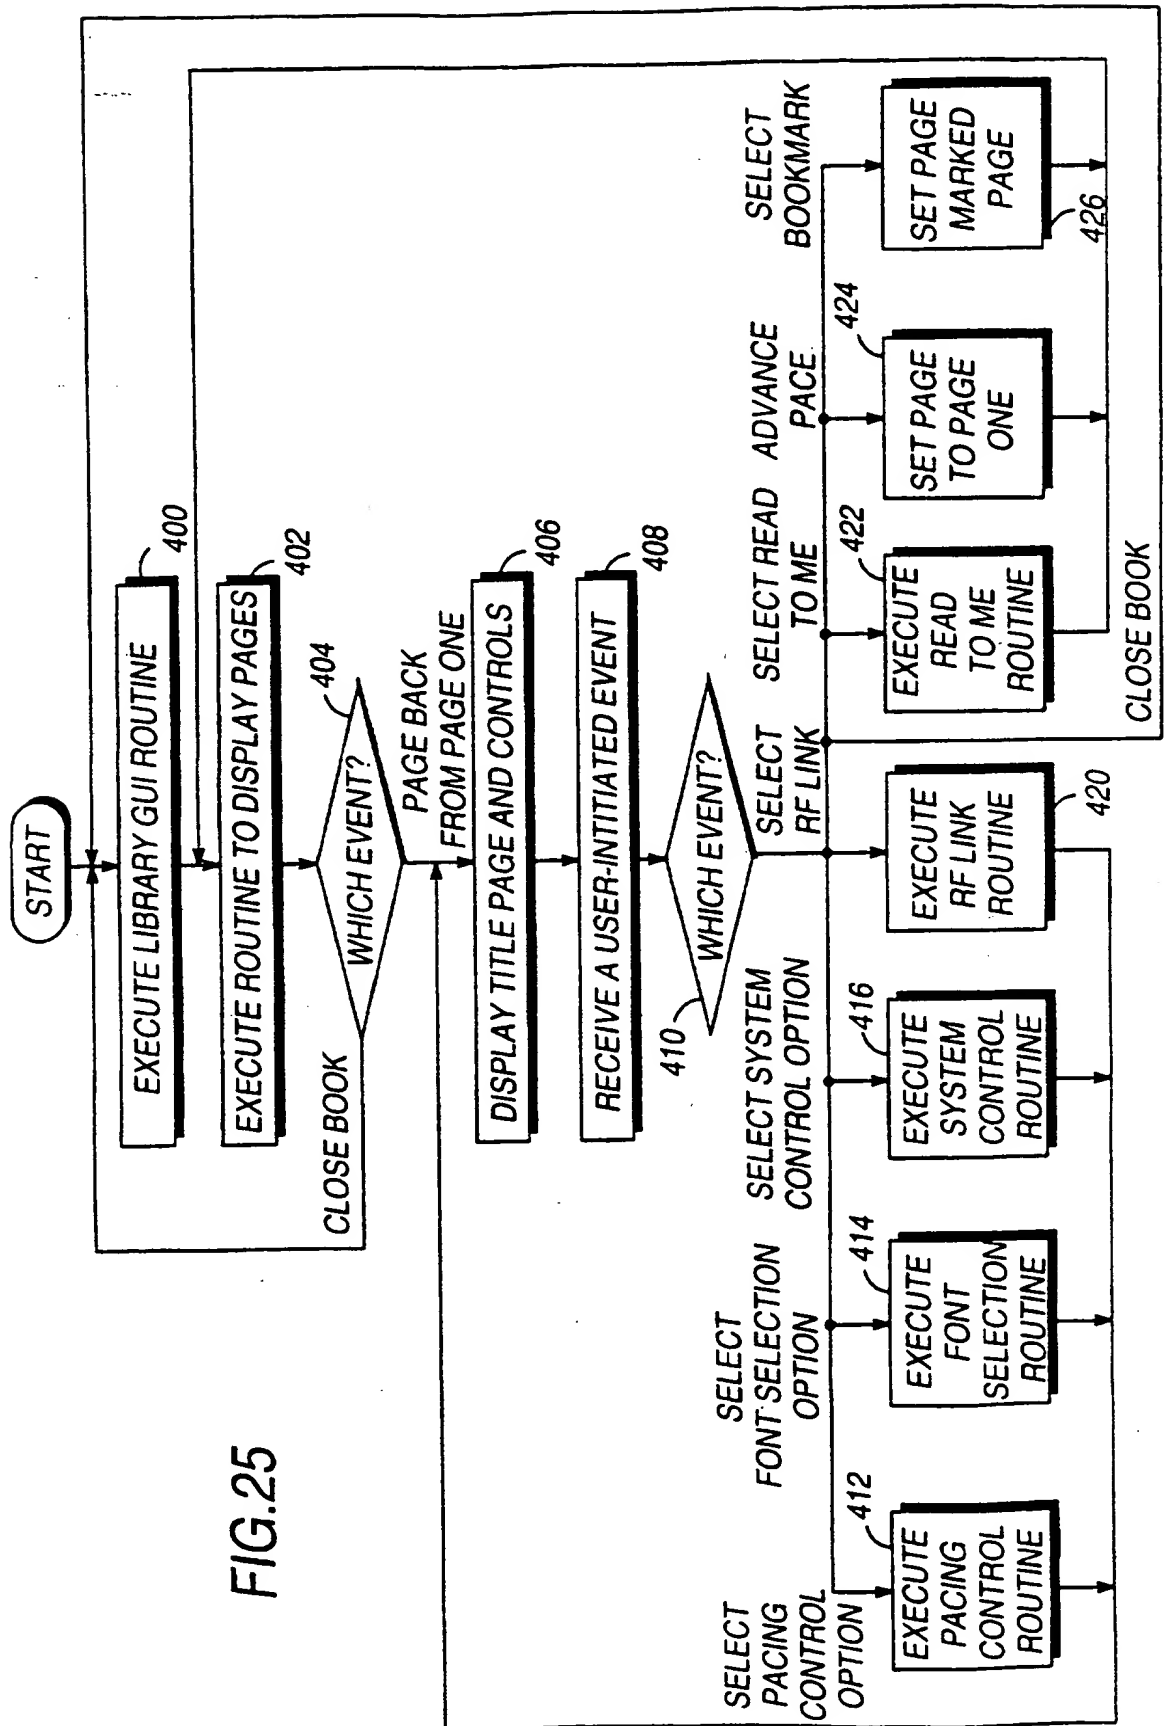 START
EXECUTE LIBRARY GUI ROUTINE
400
EXECUTE ROUTINE TO DISPLAY PAGES
402
WHICH EVENT?
404
CLOSE BOOK
PAGE BACK
FROM PAGE ONE
DISPLAY TITLE PAGE AND CONTROLS
406
RECEIVE A USER-INTITIATED EVENT
408
WHICH EVENT?
410
SELECT
PACING
CONTROL
OPTION
SELECT
FONT SELECTION
OPTION
SELECT SYSTEM
CONTROL OPTION
SELECT
RF LINK
SELECT READ
TO ME
ADVANCE
PACE
SELECT
BOOKMARK
412
EXECUTE
PACING
CONTROL
ROUTINE
414
EXECUTE
FONT
SELECTION
ROUTINE
416
EXECUTE
SYSTEM
CONTROL
ROUTINE
EXECUTE
RF LINK
ROUTINE
420
422
EXECUTE
READ
TO ME
ROUTINE
424
SET PAGE
TO PAGE
ONE
SET PAGE
MARKED
PAGE
426
CLOSE BOOK
FIG.25